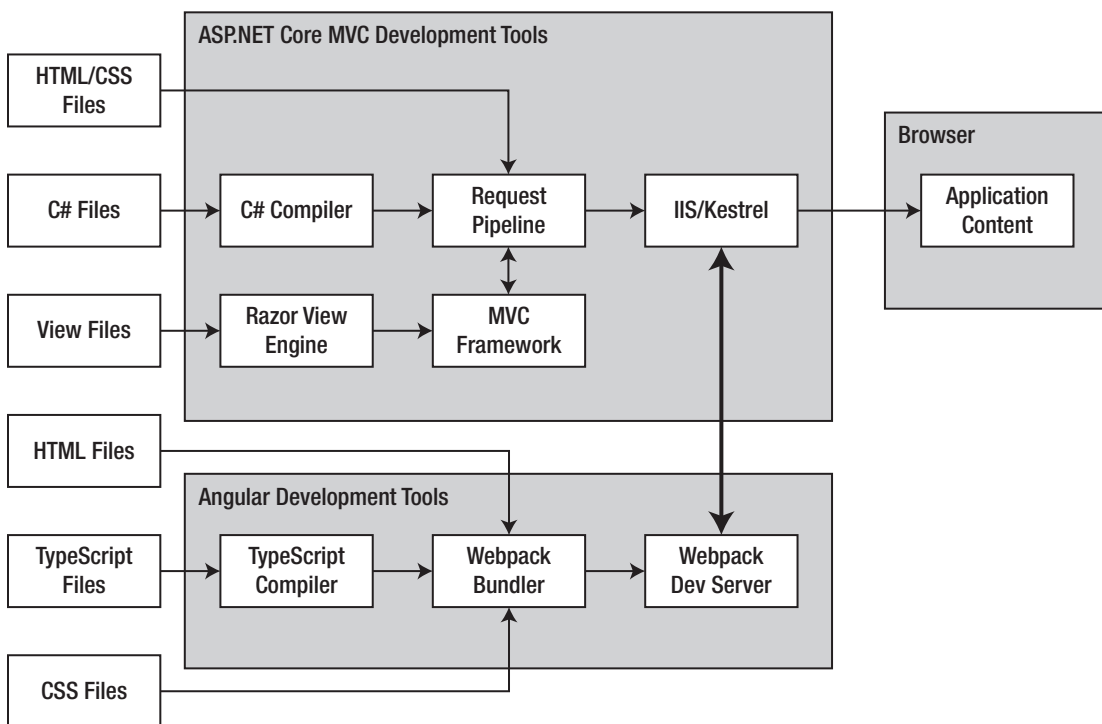 ASP.NET Core MVC Development Tools
HTML/CSS
Files
Browser
C# Files
C# Compiler
Request
Pipeline
IIS/Kestrel
Application
Content
View Files
Razor View
Engine
MVC
Framework
HTML Files
Angular Development Tools
TypeScript
Files
TypeScript
Compiler
Webpack
Bundler
Webpack
Dev Server
CSS Files